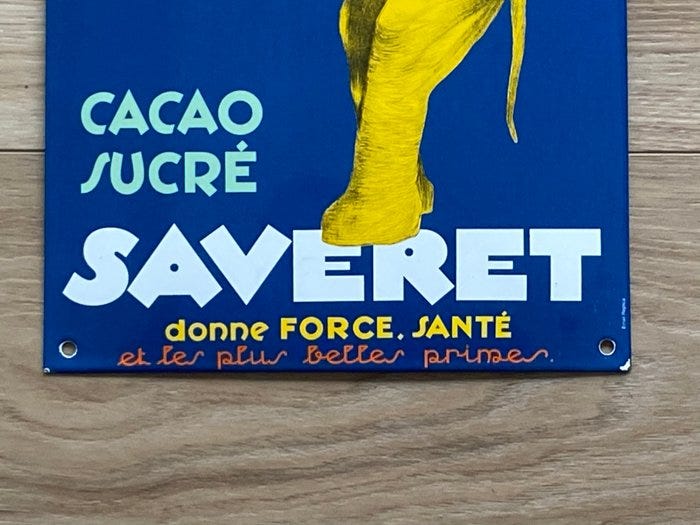 CACAO
SUCRÉ
SAVERET
donne FORCE. SANTÉ
et les plus belles primes.